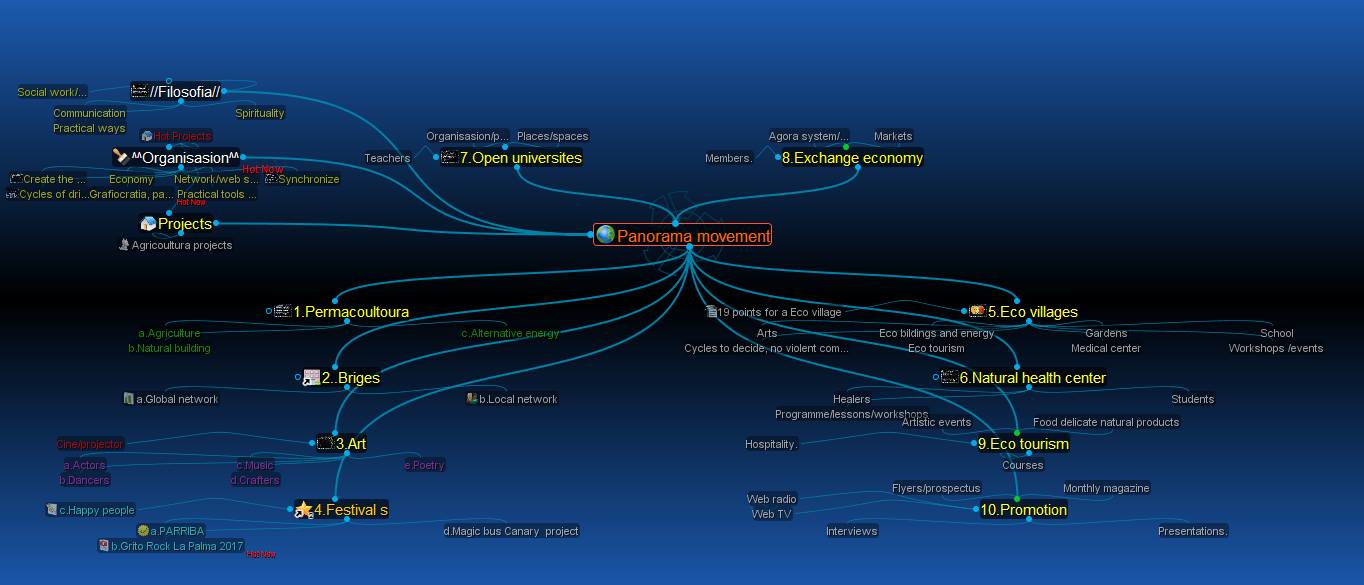 Social work/...
//Filosofia//
Communication
Spirituality
Practical ways
Hot Projects
^^Organisasion^^
Hot Now
Create the ...
Economy
Network/web s...
Synchronize
Cycles of dri...
Grafiocratia, pa...
Practical tools ...
Hot Now
Projects
Agricoultura projects
Organisasion/p...
Places/spaces
Teachers
7.Open universites
Agora system/...
Markets
Members.
8.Exchange economy
Panorama movement
1.Permacoultoura
a.Agriculture
c.Alternative energy
b.Natural building
2..Briges
a.Global network
b.Local network
Cine/projector
3.Art
a.Actors
c.Music
e.Poetry
b.Dancers
d.Crafters
c.Happy people
4.Festival s
a.PARRIBA
d.Magic bus Canary project
b.Grito Rock La Palma 2017
Hot Now
19 points for a Eco village
5.Eco villages
Arts
Eco bildings and energy
Gardens
School
Cycles to decide, no violent com...
Eco tourism
Medical center
Workshops /events
6.Natural health center
Healers
Students
Programme/lessons/workshops
Artistic events
Food delicate natural products
Hospitality.
9.Eco tourism
Courses
Flyers/prospectus
Monthly magazine
Web radio
Web TV
10.Promotion
Interviews
Presentations.